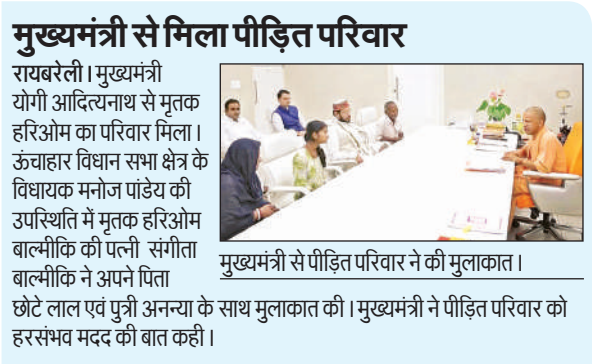 मुख्यमंत्री से मिला पीड़ित परिवार
रायबरेली। मुख्यमंत्री
योगी आदित्यनाथ से मृतक
हरिओम का परिवार मिला।
ऊंचाहार विधान सभा क्षेत्र के
विधायक मनोज पांडेय की
उपस्थिति में मृतक हरिओम
बाल्मीकि की पत्नी संगीता
बाल्मीकि ने अपने पिता
छोटे लाल एवं पुत्री अनन्या के साथ मुलाकात की। मुख्यमंत्री ने पीड़ित परिवार को
हरसंभव मदद की बात कही।
मुख्यमंत्री से पीड़ित परिवार ने की मुलाकात।